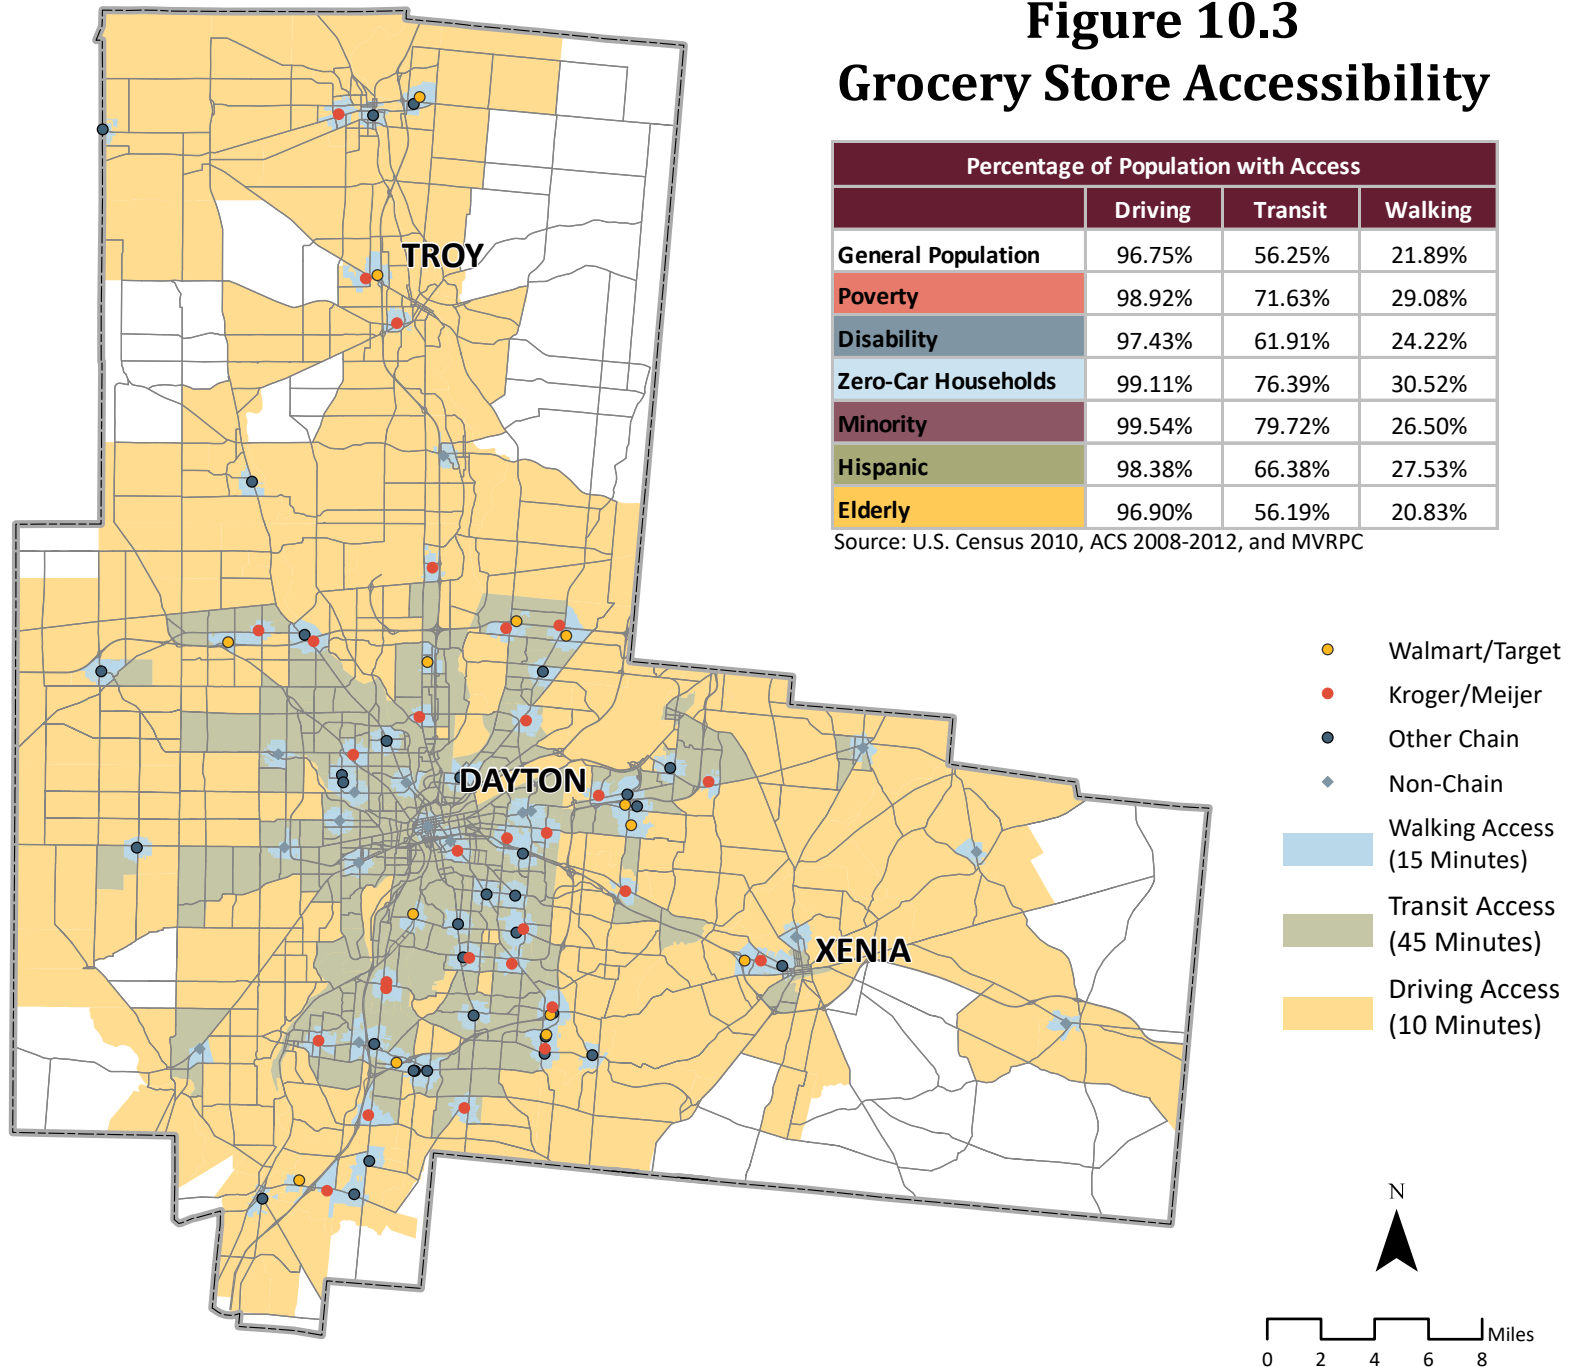 Figure 10.3
Grocery Store Accessibility
Percentage of Population with Access
Driving Transit Walking
General Population 96.75% 56.25% 21.89%
Poverty 98.92% 71.63% 29.08%
Disability 97.43% 61.91% 24.22%
Zero-Car Households 99.11% 76.39% 30.52%
Minority 99.54% 79.72% 26.50%
Hispanic 98.38% 66.38% 27.53%
Elderly 96.90% 56.19% 20.83%
Source: U.S. Census 2010, ACS 2008-2012, and MVRPC
TROY
DAYTON
XENIA
Walmart/Target
Kroger/Meijer
Other Chain
Non-Chain
Walking Access
(15 Minutes)
Transit Access
(45 Minutes)
Driving Access
(10 Minutes)
N
Miles
0 2 4 6 8